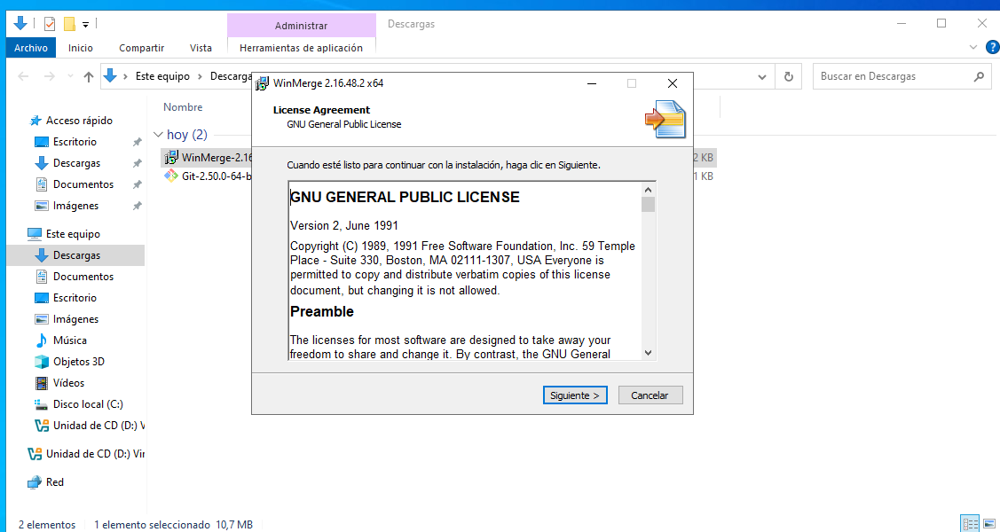 Administrar
Descargas
Archivo
Inicio
Compartir
Vista
Herramientas de aplicación
Este equipo
Buscar en Descargas
Nombre
hoy (2)
WinMerge-2.16
2 KB
Git-2.50.0-64-b
1 KB
Acceso rápido
Escritorio
Descargas
Documentos
Imágenes
Este equipo
Descargas
Documentos
Escritorio
Imágenes
Música
Objetos 3D
Vídeos
Disco local (C:)
Unidad de CD (D:) V
Unidad de CD (D:) Vir
Red
WinMerge 2.16.48.2 x64
License Agreement
GNU General Public License
Cuando esté listo para continuar con la instalación, haga clic en Siguiente.
GNU GENERAL PUBLIC LICENSE
Version 2, June 1991
Copyright (C) 1989, 1991 Free Software Foundation, Inc. 59 Temple
Place - Suite 330, Boston, MA 02111-1307, USA Everyone is
permitted to copy and distribute verbatim copies of this license
document, but changing it is not allowed.
Preamble
The licenses for most software are designed to take away your
freedom to share and change it. By contrast, the GNU General
Siguiente >
Cancelar
2 elementos
1 elemento seleccionado 10,7 MB